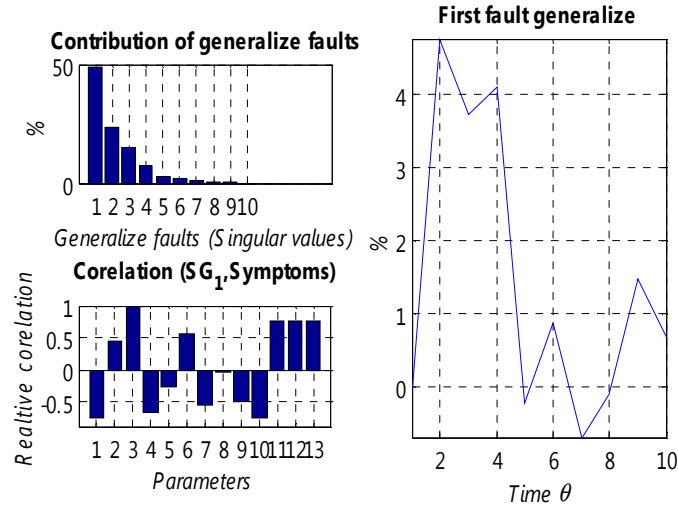 Contribution of generalize faults
%
50
0
1 2 3 4 5 6 7 8 9 10
Generalize faults (Singular values)
Corelation (SG1,Symptoms)
Realtive corelation
1
0.5
0
-0.5
1 2 3 4 5 6 7 8 9 10 11 12 13
Parameters
First fault generalize
%
4
3
2
1
0
2 4 6 8 10
Time θ